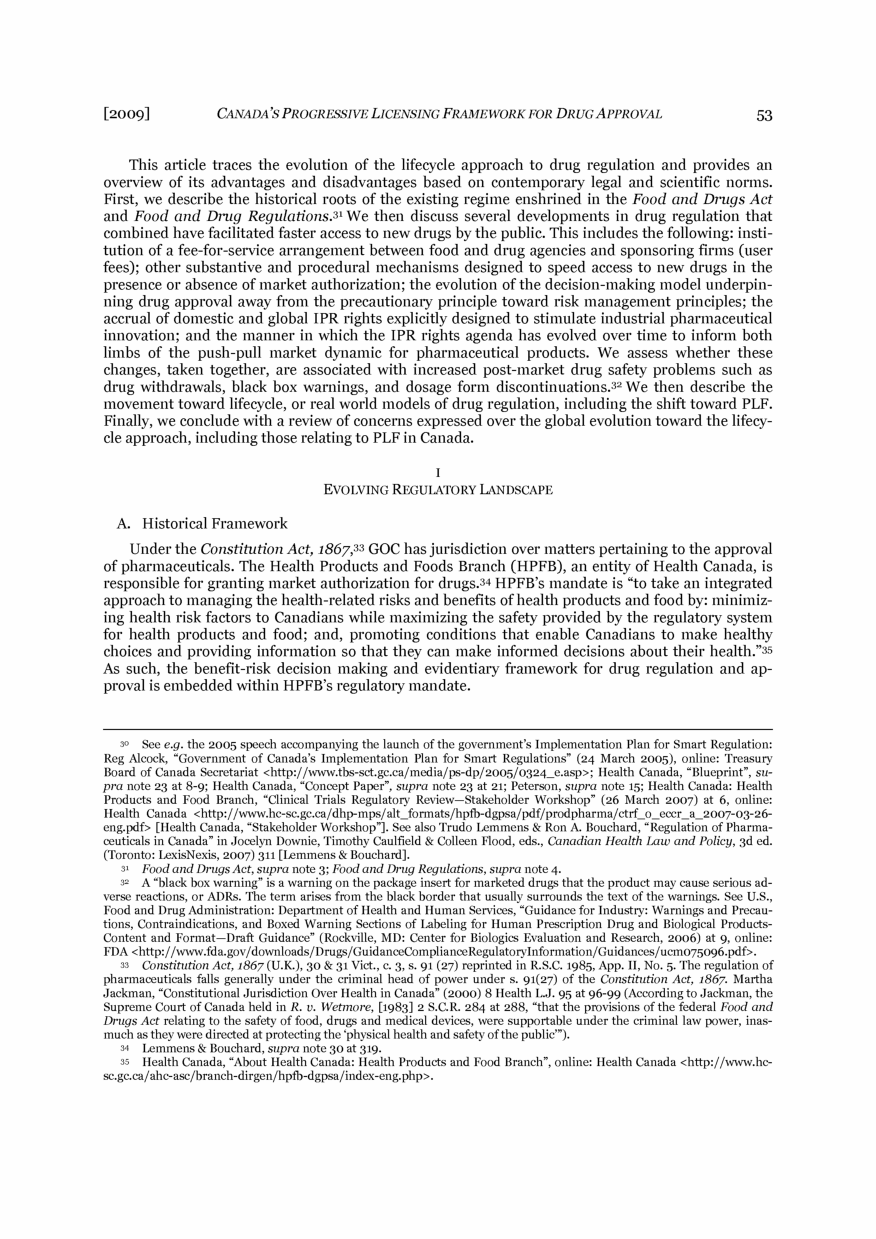 [2009] CANADA'S PROGRESSIVE LICENSING FRAMEWORK FOR DRUG APPROVAL 53
This article traces the evolution of the lifecycle approach to drug regulation and provides an
overview of its advantages and disadvantages based on contemporary legal and scientific norms.
First, we describe the historical roots of the existing regime enshrined in the Food and Drugs Act
and Food and Drug Regulations.31 We then discuss several developments in drug regulation that
combined have facilitated faster access to new drugs by the public. This includes the following: insti-
tution of a fee-for-service arrangement between food and drug agencies and sponsoring firms (user
fees); other substantive and procedural mechanisms designed to speed access to new drugs in the
presence or absence of market authorization; the evolution of the decision-making model underpin-
ning drug approval away from the precautionary principle toward risk management principles; the
accrual of domestic and global IPR rights explicitly designed to stimulate industrial pharmaceutical
innovation; and the manner in which the IPR rights agenda has evolved over time to inform both
limbs of the push-pull market dynamic for pharmaceutical products. We assess whether these
changes, taken together, are associated with increased post-market drug safety problems such as
drug withdrawals, black box warnings, and dosage form discontinuations.32 We then describe the
movement toward lifecycle, or real world models of drug regulation, including the shift toward PLF.
Finally, we conclude with a review of concerns expressed over the global evolution toward the lifecy-
cle approach, including those relating to PLF in Canada.
I
EVOLVING REGULATORY LANDSCAPE
A. Historical Framework
Under the Constitution Act, 1867,33 GOC has jurisdiction over matters pertaining to the approval
of pharmaceuticals. The Health Products and Foods Branch (HPFB), an entity of Health Canada, is
responsible for granting market authorization for drugs.34 HPFB's mandate is “to take an integrated
approach to managing the health-related risks and benefits of health products and food by: minimiz-
ing health risk factors to Canadians while maximizing the safety provided by the regulatory system
for health products and food; and, promoting conditions that enable Canadians to make healthy
choices and providing information so that they can make informed decisions about their health.”35
As such, the benefit-risk decision making and evidentiary framework for drug regulation and ap-
proval is embedded within HPFB's regulatory mandate.
30 See e.g. the 2005 speech accompanying the launch of the government's Implementation Plan for Smart Regulation:
Reg Alcock, “Government of Canada's Implementation Plan for Smart Regulations” (24 March 2005), online: Treasury
Board of Canada Secretariat <http://www.tbs-sct.gc.ca/media/ps-dp/2005/0324_e.asp>; Health Canada, “Blueprint”, su-
pra note 23 at 8-9; Health Canada, “Concept Paper”, supra note 23 at 21; Peterson, supra note 15; Health Canada: Health
Products and Food Branch, “Clinical Trials Regulatory Review—Stakeholder Workshop” (26 March 2007) at 6, online:
Health Canada <http://www.hc-sc.gc.ca/dhp-mps/alt_formats/hpfb-dgpsa/pdf/prodpharma/ctrf_o_eccr_a_2007-03-26-
eng.pdf> [Health Canada, “Stakeholder Workshop”]. See also Trudo Lemmens & Ron A. Bouchard, “Regulation of Pharma-
ceuticals in Canada” in Jocelyn Downie, Timothy Caulfield & Colleen Flood, eds., Canadian Health Law and Policy, 3d ed.
(Toronto: LexisNexis, 2007) 311 [Lemmens & Bouchard].
31 Food and Drugs Act, supra note 3; Food and Drug Regulations, supra note 4.
32 A “black box warning” is a warning on the package insert for marketed drugs that the product may cause serious ad-
verse reactions, or ADRs. The term arises from the black border that usually surrounds the text of the warnings. See U.S.,
Food and Drug Administration: Department of Health and Human Services, “Guidance for Industry: Warnings and Precau-
tions, Contraindications, and Boxed Warning Sections of Labeling for Human Prescription Drug and Biological Products-
Content and Format—Draft Guidance” (Rockville, MD: Center for Biologics Evaluation and Research, 2006) at 9, online:
FDA <http://www.fda.gov/downloads/Drugs/GuidanceComplianceRegulatoryInformation/Guidances/ucm075096.pdf>.
33 Constitution Act, 1867 (U.K.), 30 & 31 Vict., c. 3, s. 91 (27) reprinted in R.S.C. 1985, App. II, No. 5. The regulation of
pharmaceuticals falls generally under the criminal head of power under s. 91(27) of the Constitution Act, 1867. Martha
Jackman, “Constitutional Jurisdiction Over Health in Canada” (2000) 8 Health L.J. 95 at 96-99 (According to Jackman, the
Supreme Court of Canada held in R. v. Wetmore, [1983] 2 S.C.R. 284 at 288, “that the provisions of the federal Food and
Drugs Act relating to the safety of food, drugs and medical devices, were supportable under the criminal law power, inas-
much as they were directed at protecting the ‘physical health and safety of the public’”).
34 Lemmens & Bouchard, supra note 30 at 319.
35 Health Canada, “About Health Canada: Health Products and Food Branch”, online: Health Canada <http://www.hc-
sc.gc.ca/ahc-asc/branch-dirgen/hpfb-dgpsa/index-eng.php>.